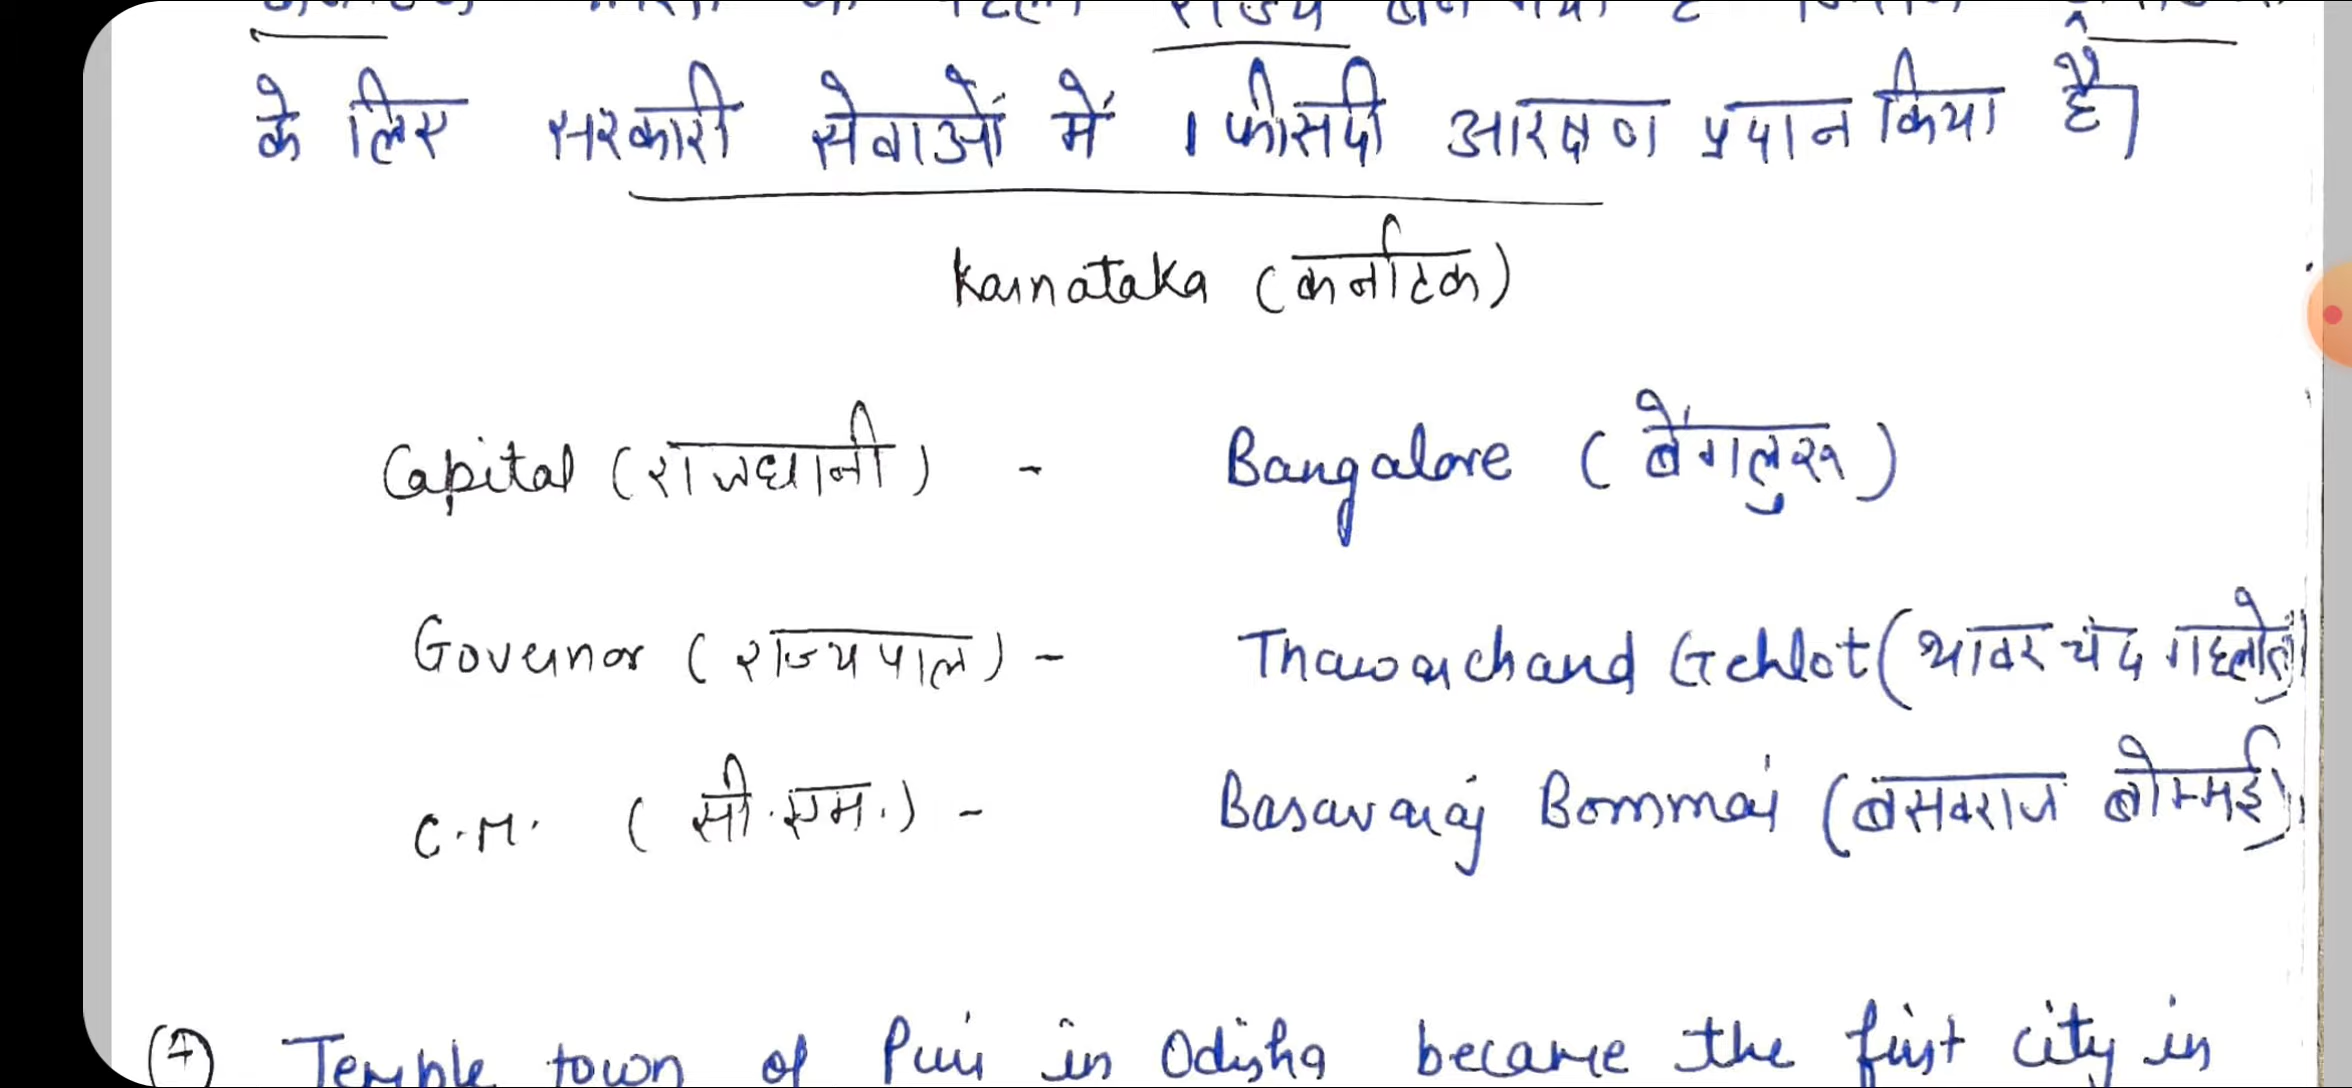 राज्य
के लिए सरकारी सेवाओं में 1 फीसदी आरक्षण प्रदान किया है।
Karnataka (कर्नाटक)
Capital (राजधानी) - Bangalore (बेंगलुरू)
Governor (राज्यपाल) - Thawarchand Gehlot (थावरचंद गहलोत)
C.M. (सी.एम.) - Basavaraj Bommai (बसवराज बोम्मई)
(7) Temple town of Puri in Odisha became the first city in